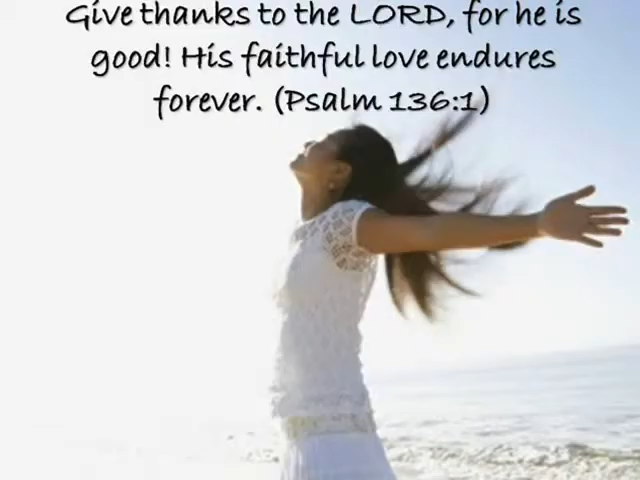 Give thanks to the LORD, for he is
good! His faithful love endures
forever. (Psalm 136:1)